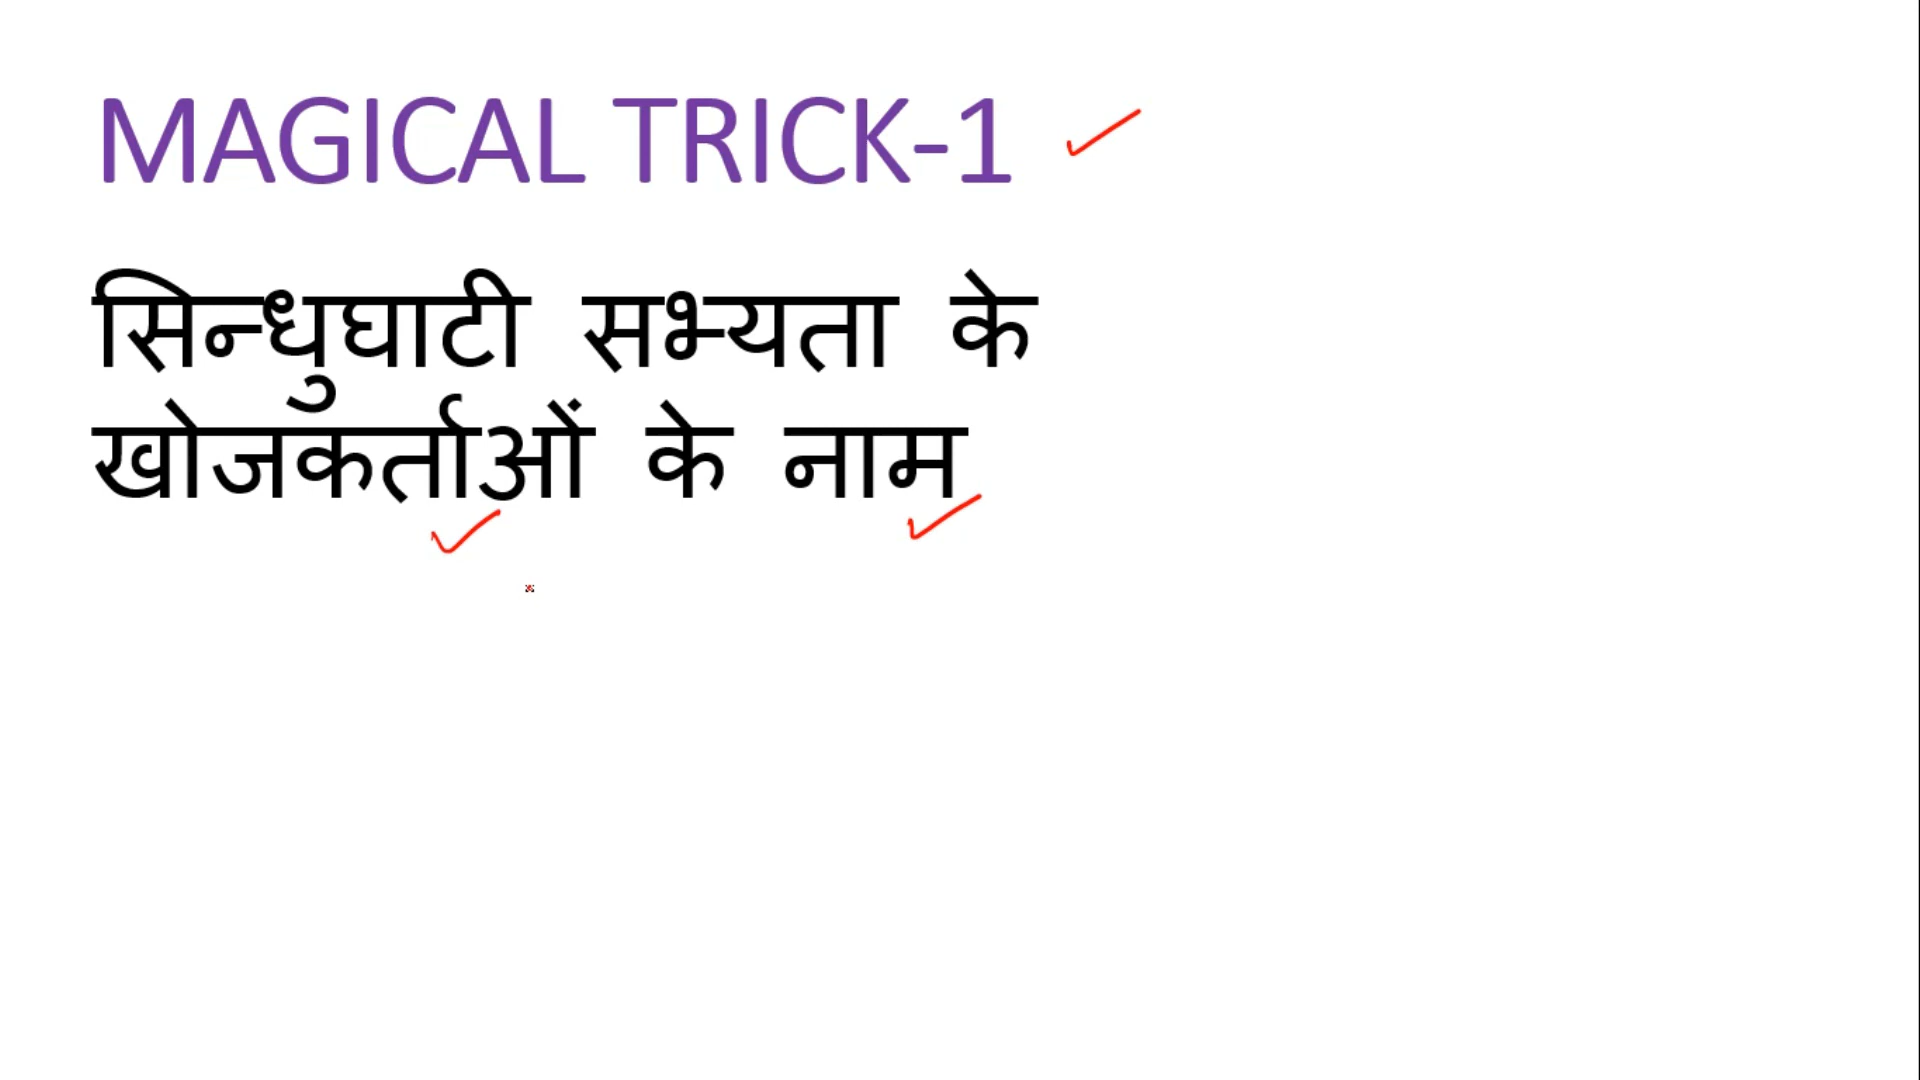 MAGICAL TRICK-1
सिन्धुघाटी सभ्यता के
खोजकर्ताओं के नाम